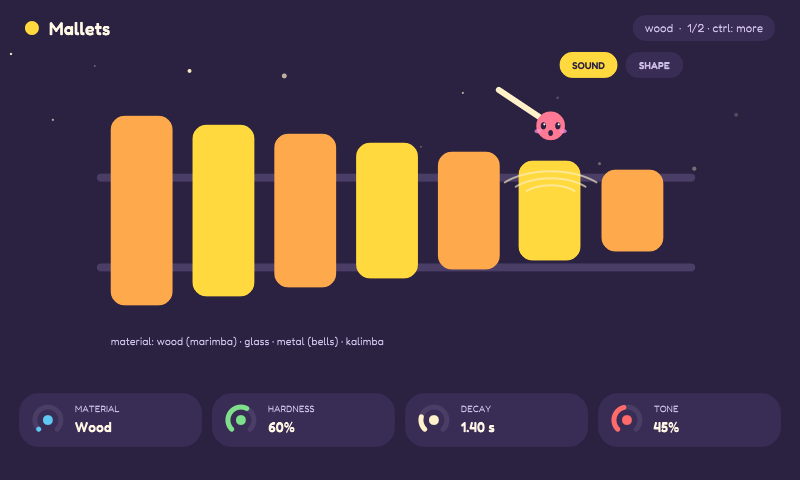 Mallets
wood · 1/2 · ctrl: more
SOUND
SHAPE
material: wood (marimba) · glass · metal (bells) · kalimba
MATERIAL
Wood
HARDNESS
60%
DECAY
1.40 s
TONE
45%